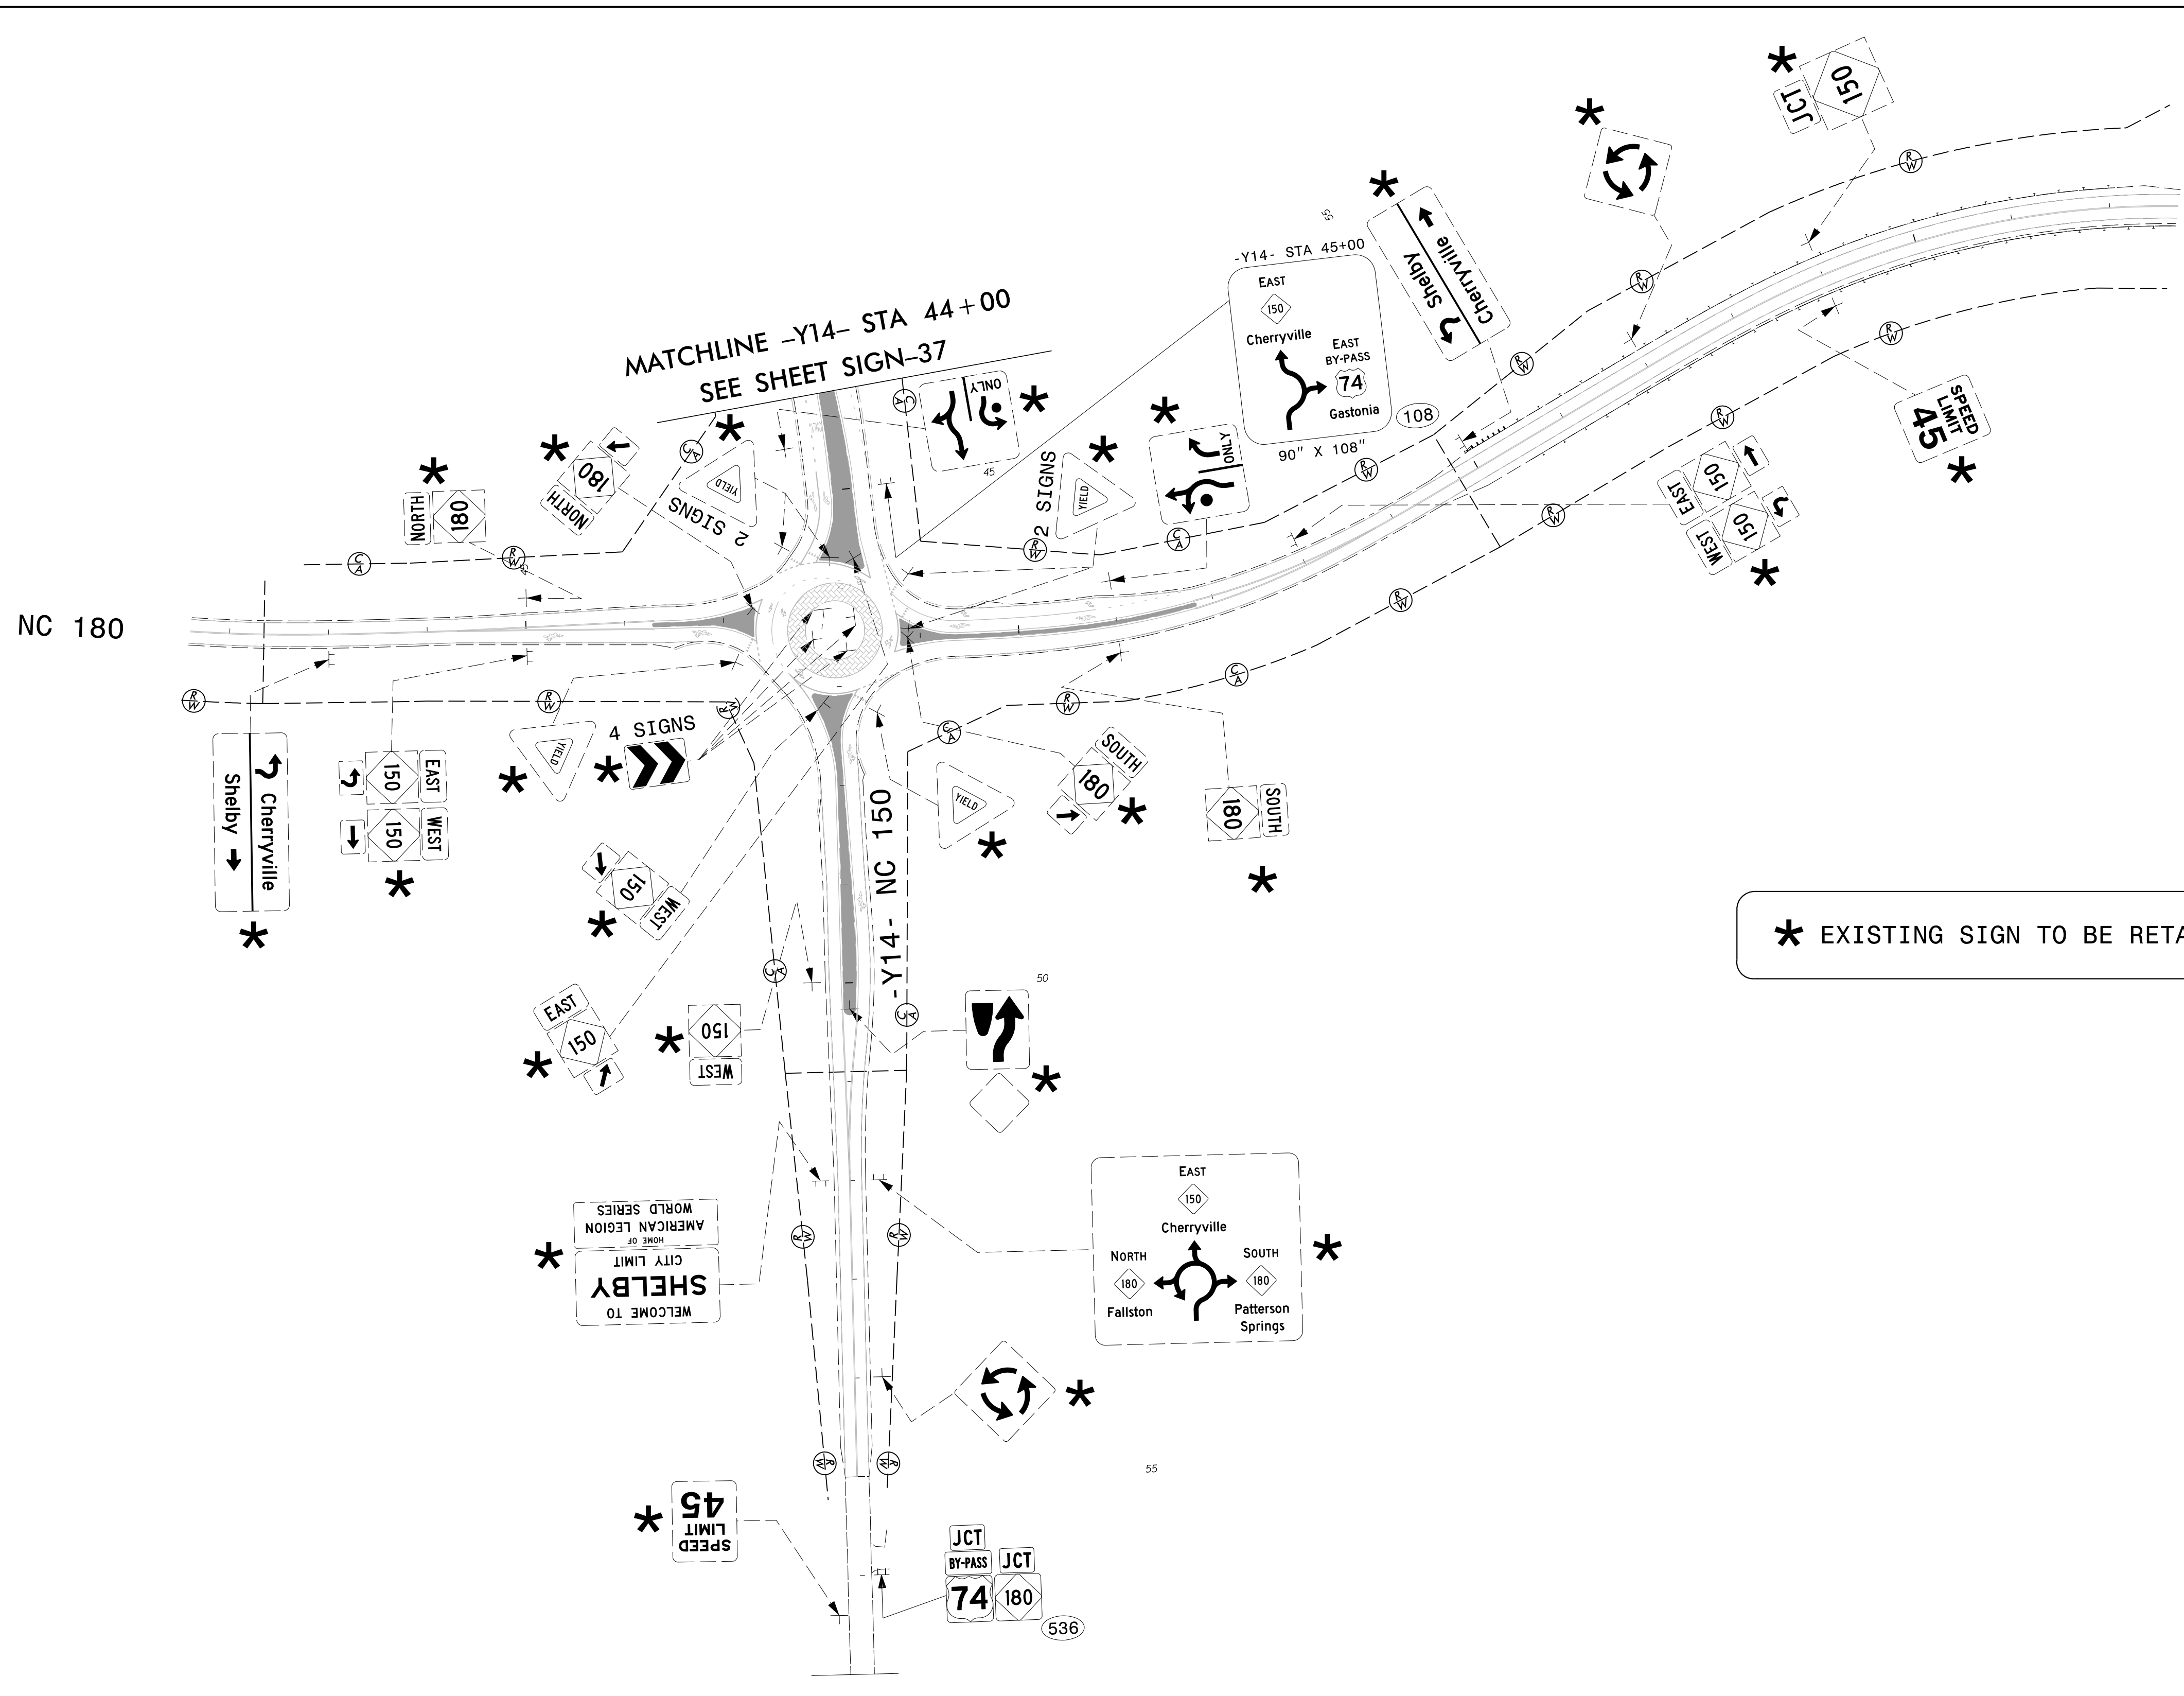 150
JCT
55
Cherryville
Shelby
-Y14- STA 45+00
EAST
150
Cherryville
EAST
BY-PASS
74
Gastonia
108
90" X 108"
MATCHLINE –Y14– STA 44+00
SEE SHEET SIGN–37
ONLY
45
ONLY
2 SIGNS
YIELD
SPEED
LIMIT
45
EAST
150
WEST
150
NORTH
180
NORTH
180
YIELD
2 SIGNS
45
NC 180
R/W
C/A
Cherryville
Shelby
EAST
150
WEST
150
YIELD
4 SIGNS
-Y14- NC 150
YIELD
SOUTH
180
SOUTH
180
150
WEST
EAST
150
150
WEST
50
EXISTING SIGN TO BE RETA
HOME OF
AMERICAN LEGION
WORLD SERIES
WELCOME TO
SHELBY
CITY LIMIT
EAST
150
Cherryville
NORTH
180
Fallston
SOUTH
180
Patterson
Springs
55
SPEED
LIMIT
45
JCT
BY-PASS
74
JCT
180
536